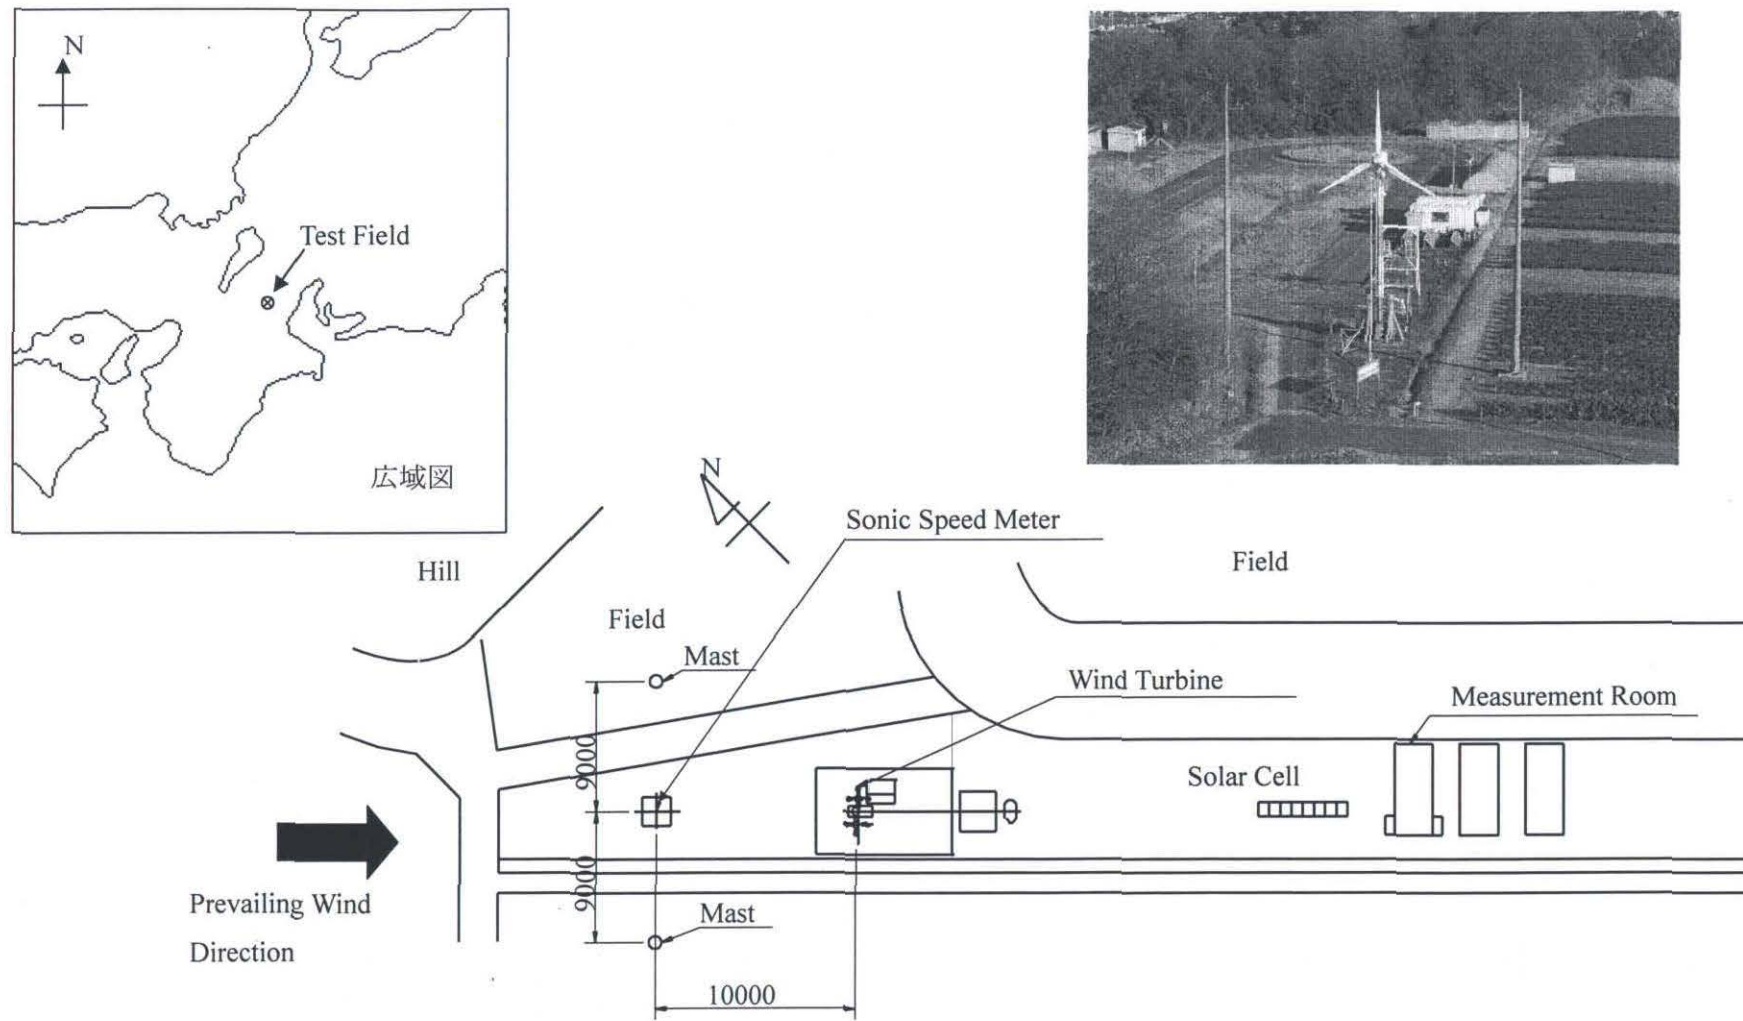 N
Test Field
広域図
N
Sonic Speed Meter
Hill
Field
Field
Mast
Wind Turbine
Measurement Room
9000
Solar Cell
9000
Prevailing Wind
Direction
Mast
10000